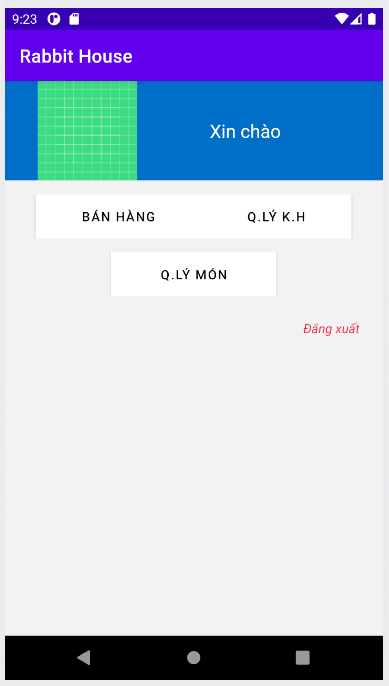 9:23
Rabbit House
Xin chào
BÁN HÀNG
Q.LÝ K.H
Q.LÝ MÓN
Đăng xuất